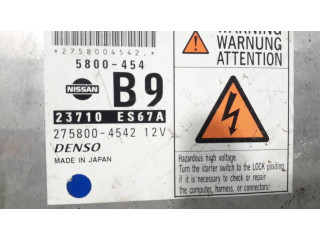 *2758004542*
5800-454
NISSAN
B9
23710 ES67A
275800-4542 12V
DENSO
MADE IN JAPAN
WARNING
WARNUNG
ATTENTION
Hazardous high voltage.
Turn the starter switch to the LOCK position
if it is necessary to check or repair
the computer, harness, or connectors.